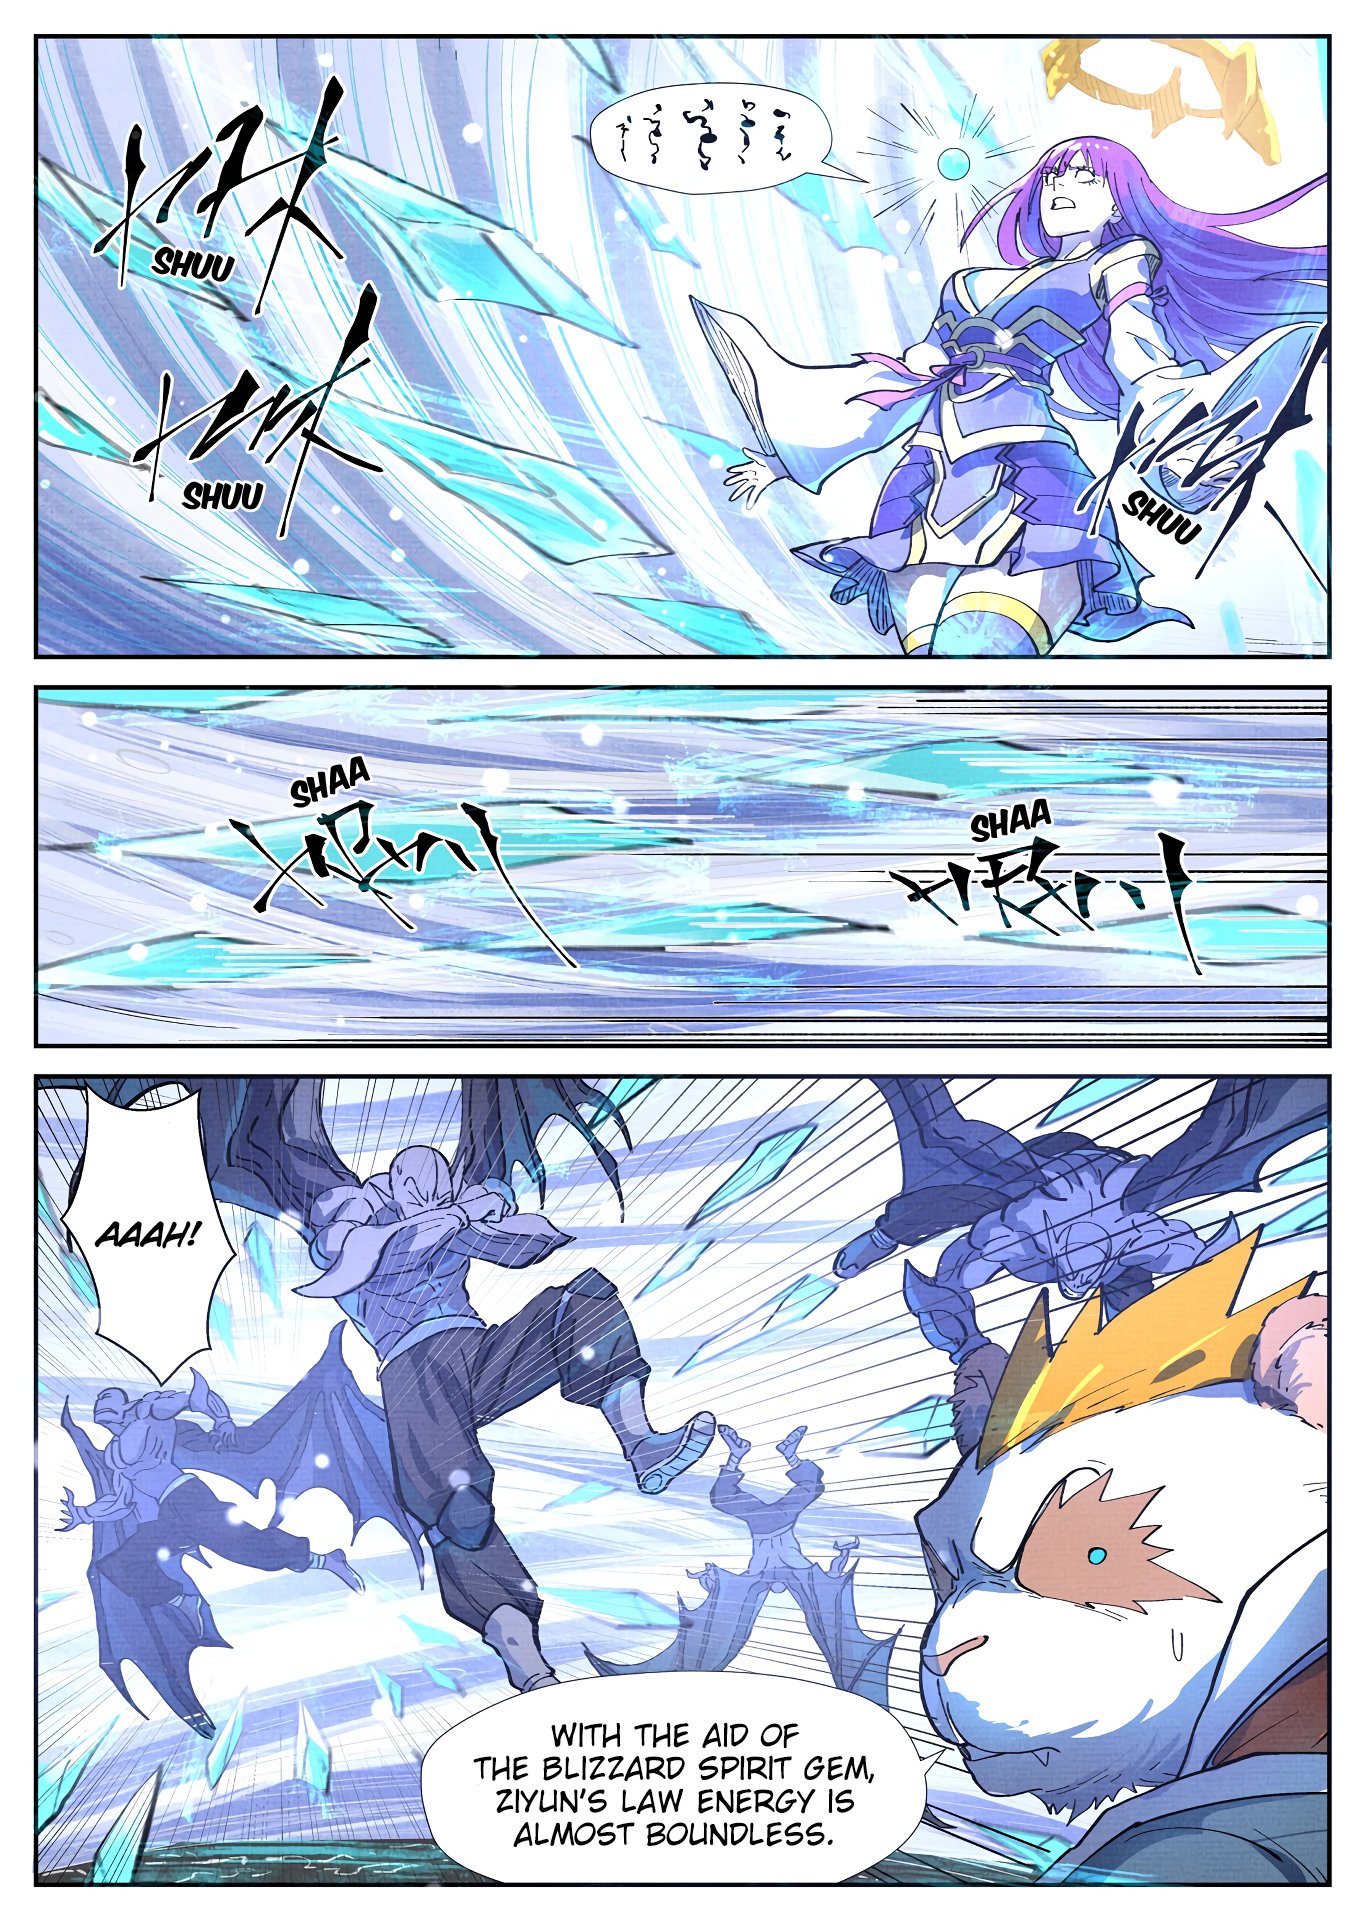 SHUU
SHUU
SHUU
SHAA
SHAA
AAAH!
WITH THE AID OF
THE BLIZZARD SPIRIT GEM,
ZIYUN'S LAW ENERGY IS
ALMOST BOUNDLESS.